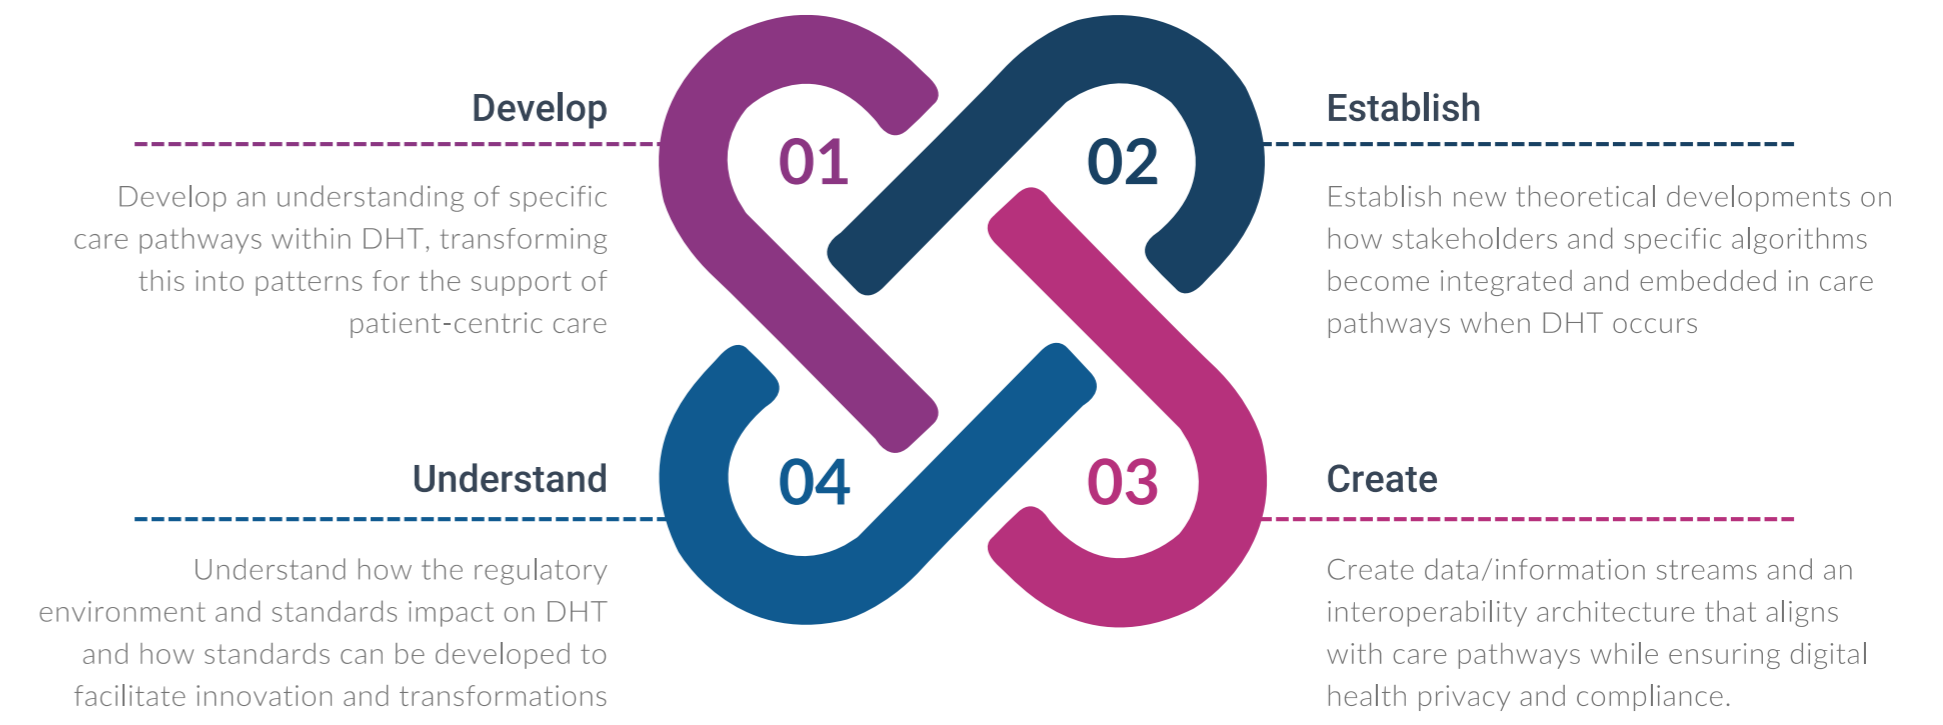 Develop
01
Develop an understanding of specific
care pathways within DHT, transforming
this into patterns for the support of
patient-centric care
02
Establish
Establish new theoretical developments on
how stakeholders and specific algorithms
become integrated and embedded in care
pathways when DHT occurs
03
Create
Create data/information streams and an
interoperability architecture that aligns
with care pathways while ensuring digital
health privacy and compliance.
04
Understand
Understand how the regulatory
environment and standards impact on DHT
and how standards can be developed to
facilitate innovation and transformations